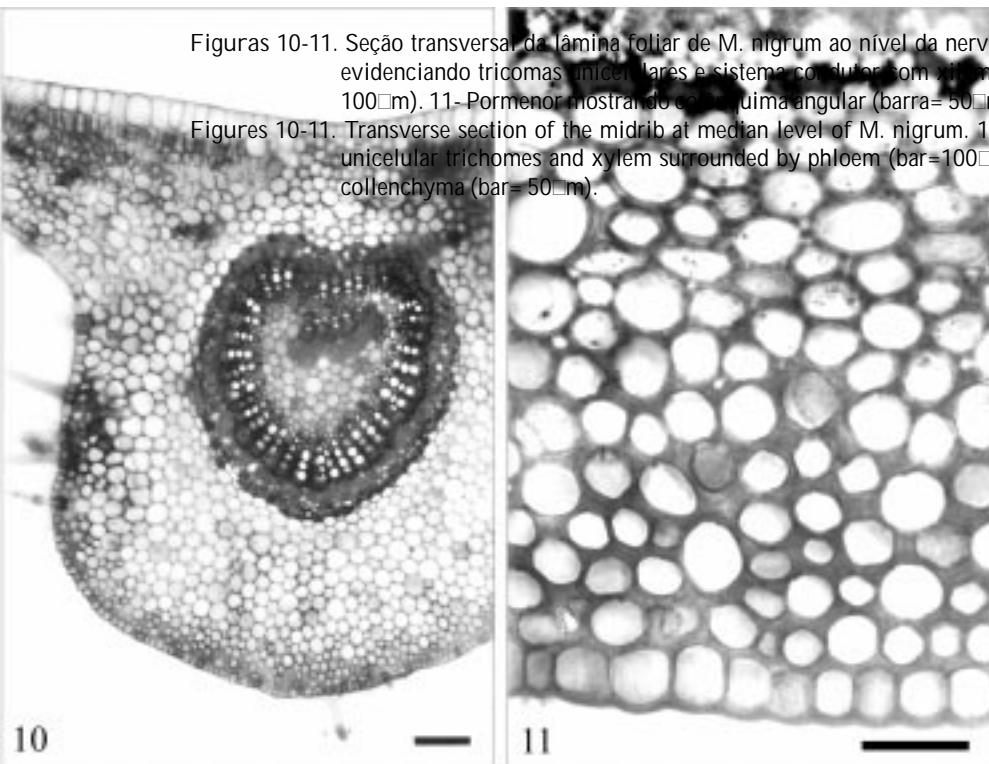 Figuras 10-11. Seção transversal da lâmina foliar de M. nigrum ao nível da nerv
evidenciando tricomas unicelulares e sistema condutor com
100□m). 11- Pormenor mostrando colênquima angular (barra= 50□m
Figures 10-11. Transverse section of the midrib at median level of M. nigrum. 1
unicelular trichomes and xylem surrounded by phloem (bar=100□
collenchyma (bar= 50□m).
10
11